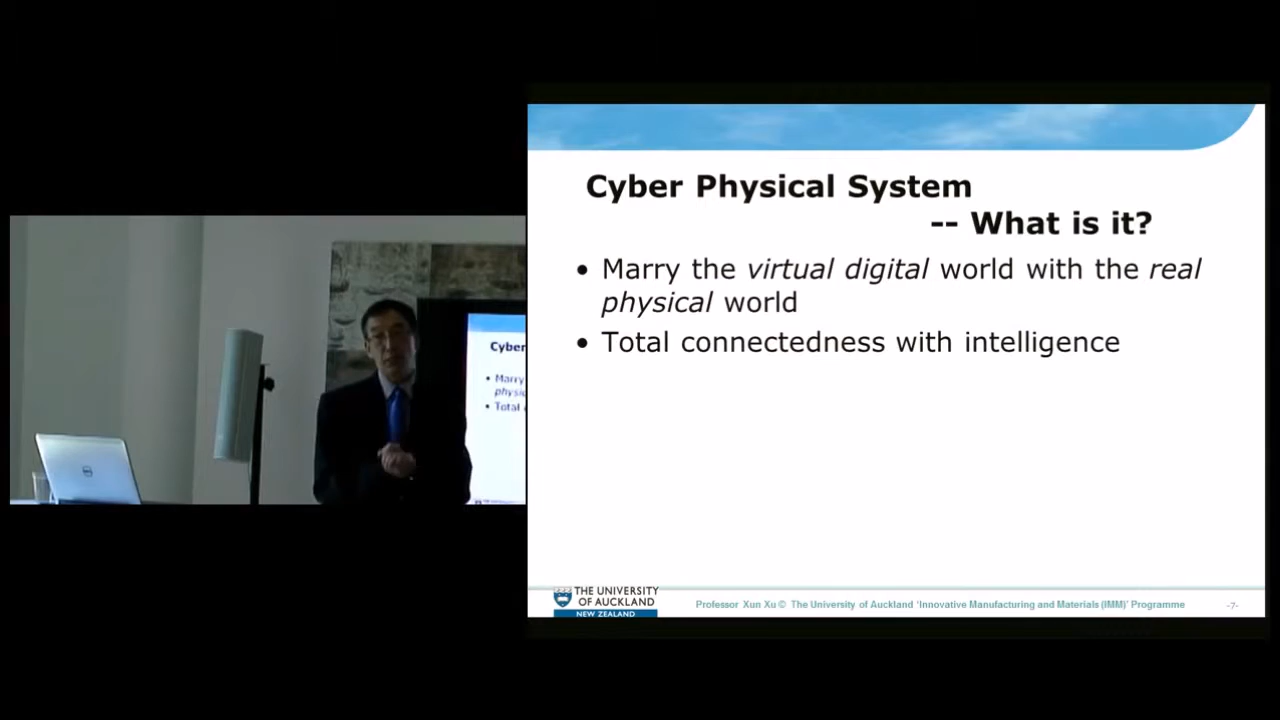 Cyber Physical System
-- What is it?
• Marry the virtual digital world with the real
physical world
• Total connectedness with intelligence
THE UNIVERSITY
OF AUCKLAND
NEW ZEALAND
Professor Xun Xu © The University of Auckland 'Innovative Manufacturing and Materials (IMM)' Programme
-7-
Cyber
• Marry
physic
• Total
DELL